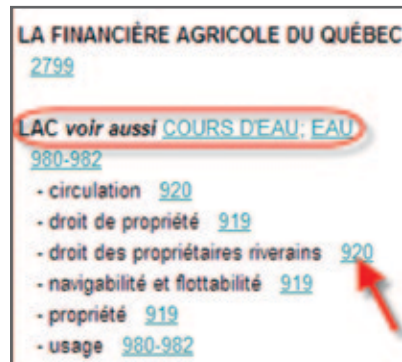 LA FINANCIÈRE AGRICOLE DU QUÉBEC
2799
LAC voir aussi COURS D'EAU; EAU
980-982
- circulation 920
- droit de propriété 919
- droit des propriétaires riverains 920
- navigabilité et flottabilité 919
- propriété 919
- usage 980-982